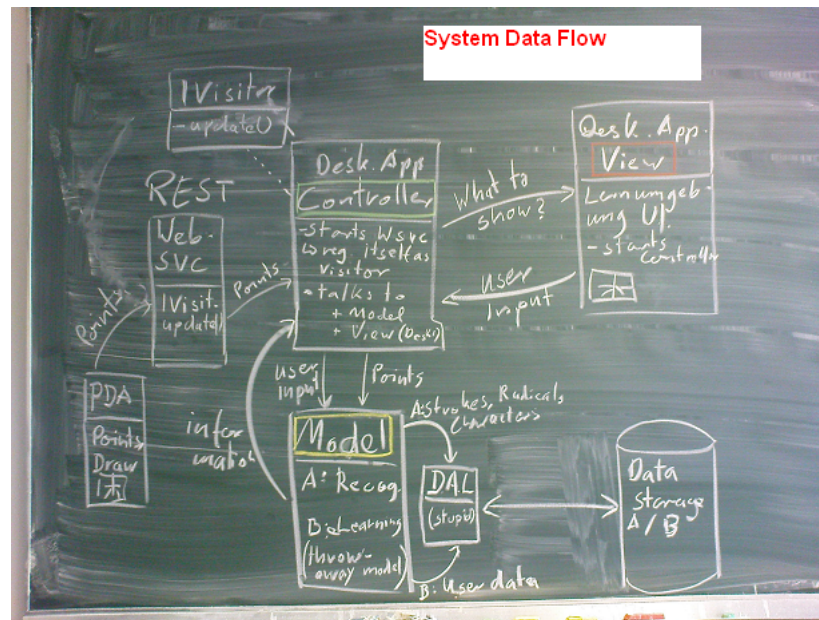 System Data Flow
IVisitor
-update()
REST
Web-
SVC
IVisit.
update()
Points
Points
PDA
Points
Draw
Desk. App
Controller
-starts Wsvc
↳ reg. itself as
visitor
-talks to
+ Model
+ View (Desk)
What to
show?
User
Input
Desk. App.
View
Lernumgeb-
ung UI.
- starts
Controller
user
input
Points
infor
mation
Model
A: Recog.
B: eLearning
(throw-
away model)
A: Strokes, Radicals,
Characters
DAL
(stupid)
B: User data
Data
Storage
A / B